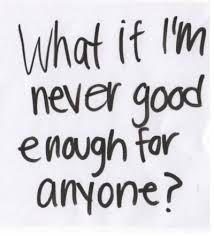 What if I'm
never good
enough for
anyone?